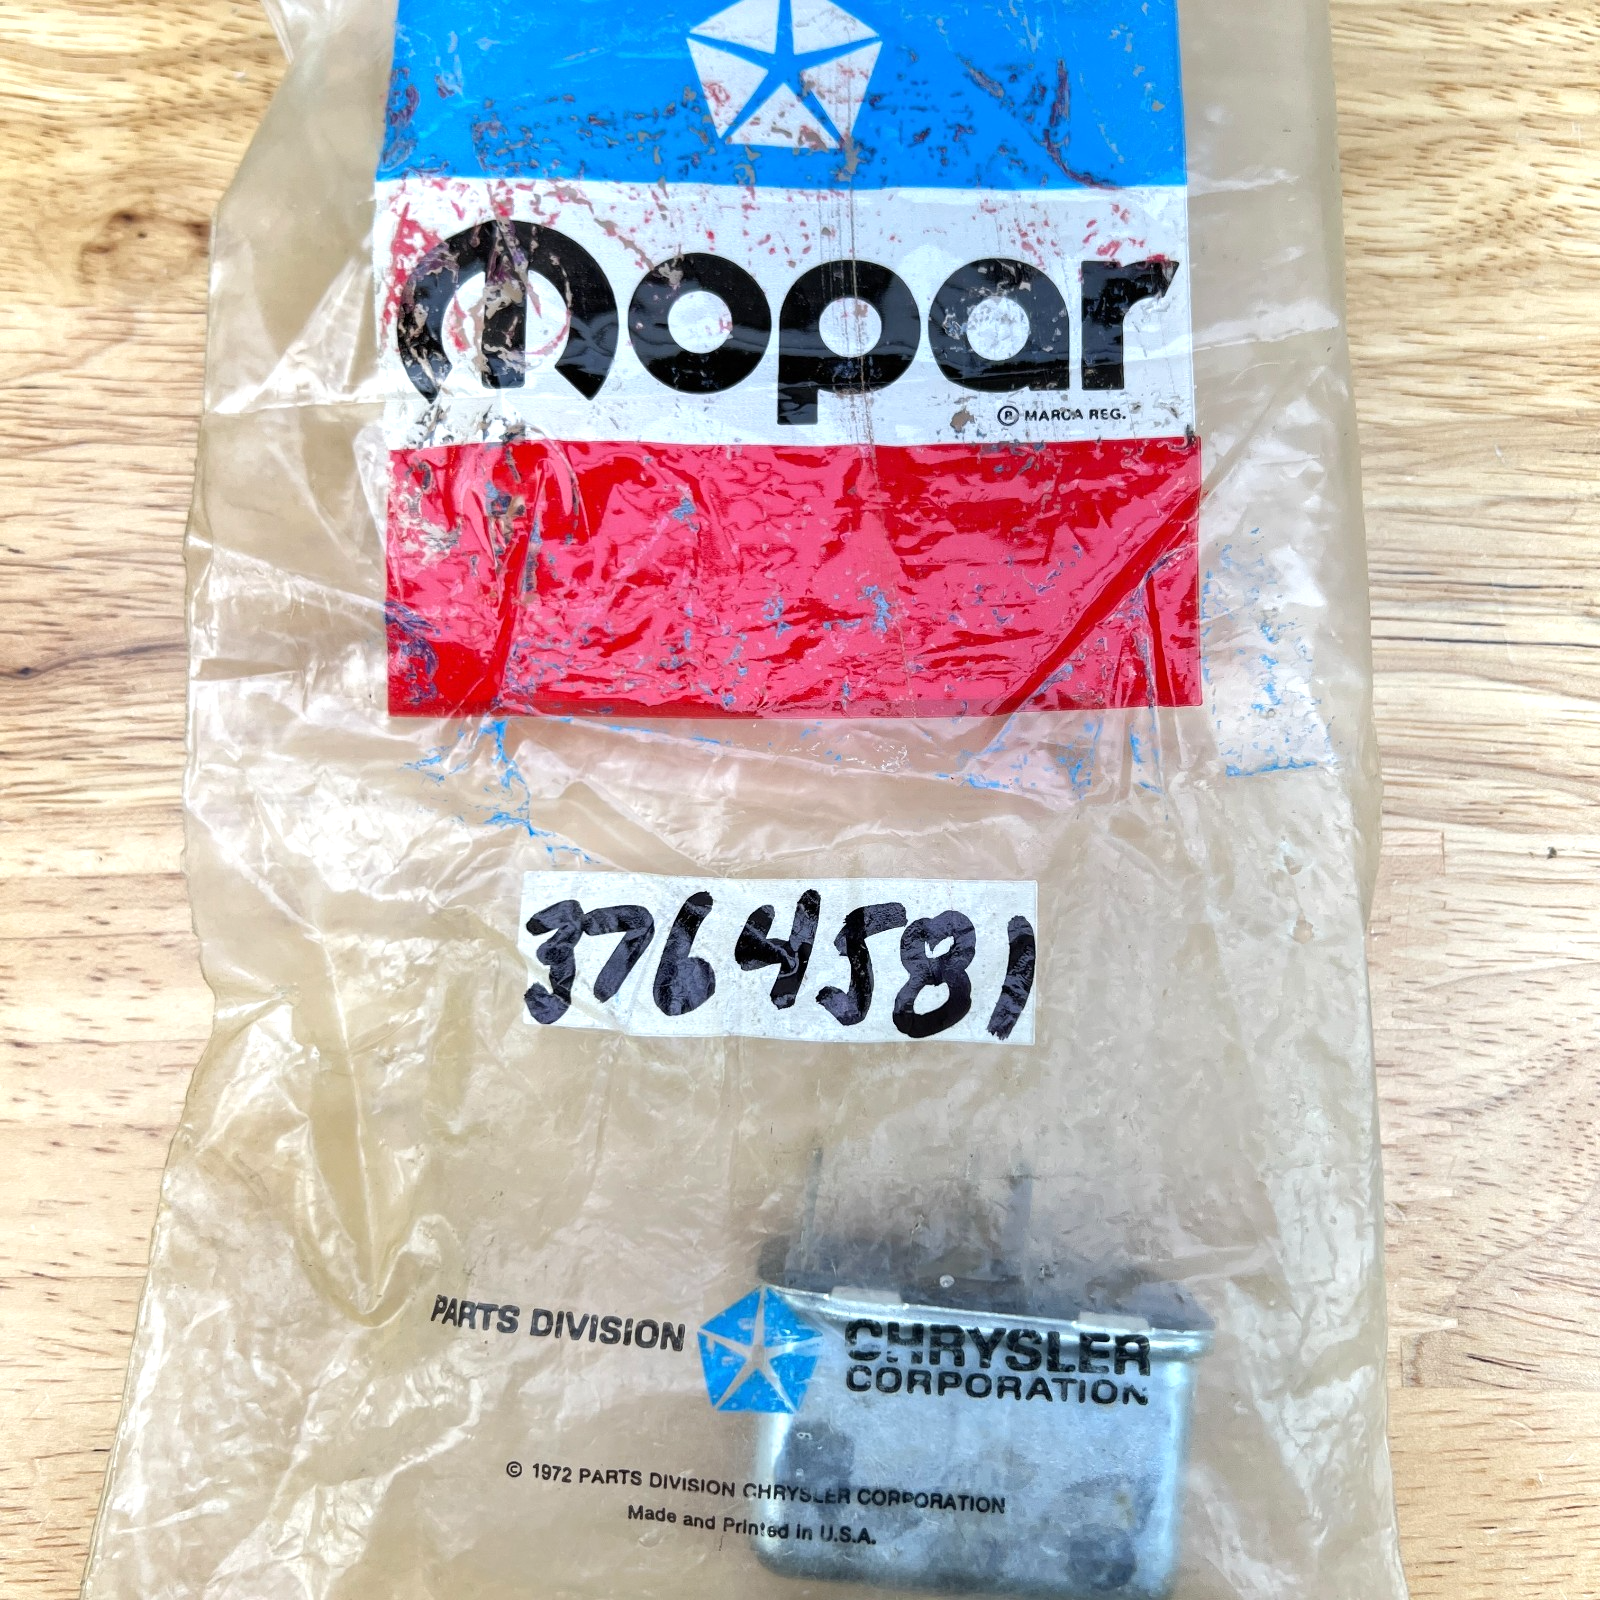 mopar
® MARCA REG.
3764581
PARTS DIVISION CHRYSLER CORPORATION
© 1972 PARTS DIVISION CHRYSLER CORPORATION
Made and Printed in U.S.A.